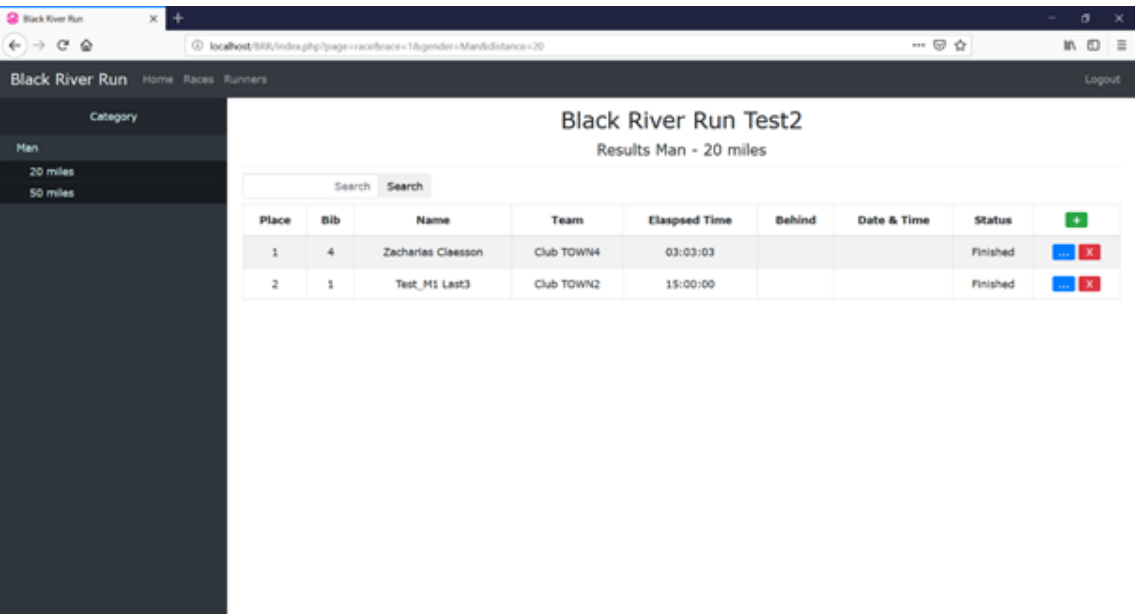 Black River Run
localhost/BRR/index.php?page=race&race=1&gender=Man&distance=20
Black River Run Home Races Runners Logout
Category
Man
20 miles
50 miles
Black River Run Test2
Results Man - 20 miles
Search Search
Place Bib Name Team Elaspsed Time Behind Date & Time Status +
1 4 Zacharias Claesson Club TOWN4 03:03:03 Finished ... X
2 1 Test_M1 Last3 Club TOWN2 15:00:00 Finished ... X